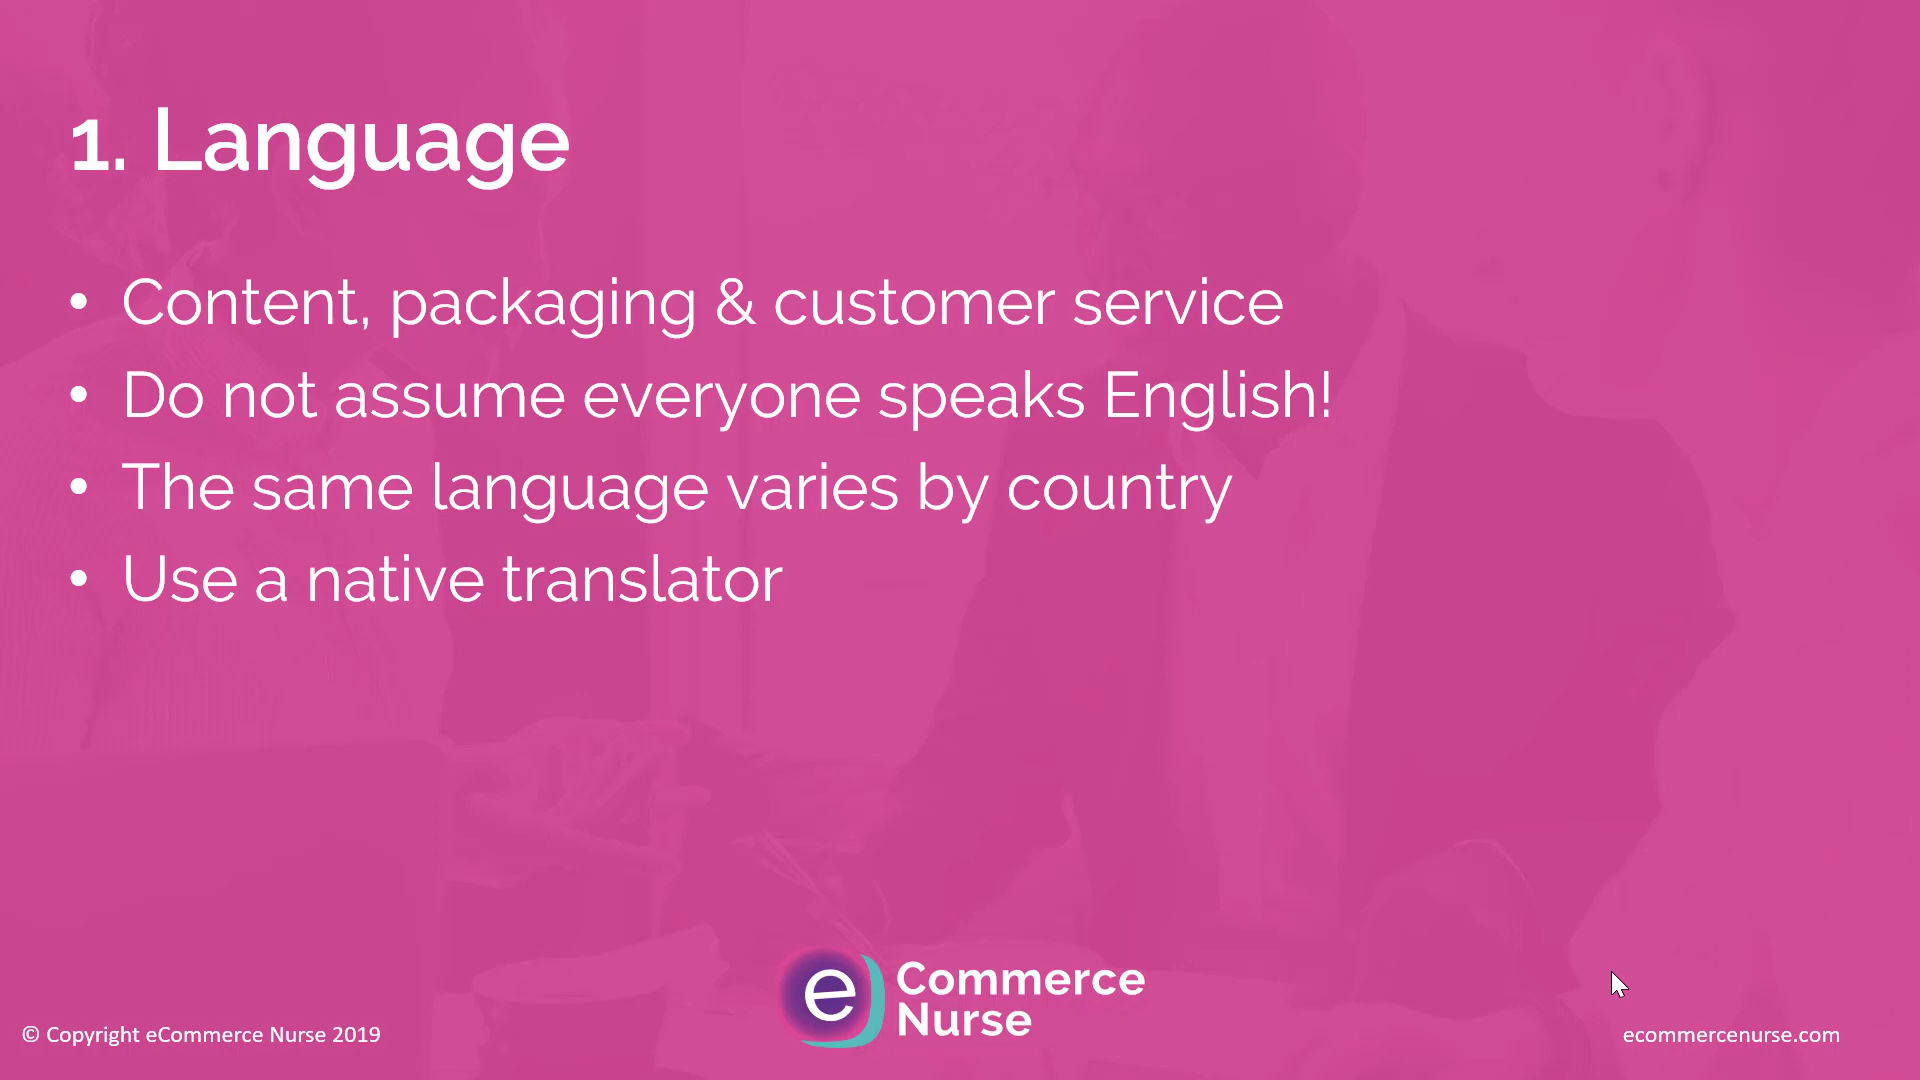 1. Language
• Content, packaging & customer service
• Do not assume everyone speaks English!
• The same language varies by country
• Use a native translator
e Commerce
Nurse
© Copyright eCommerce Nurse 2019
ecommercenurse.com